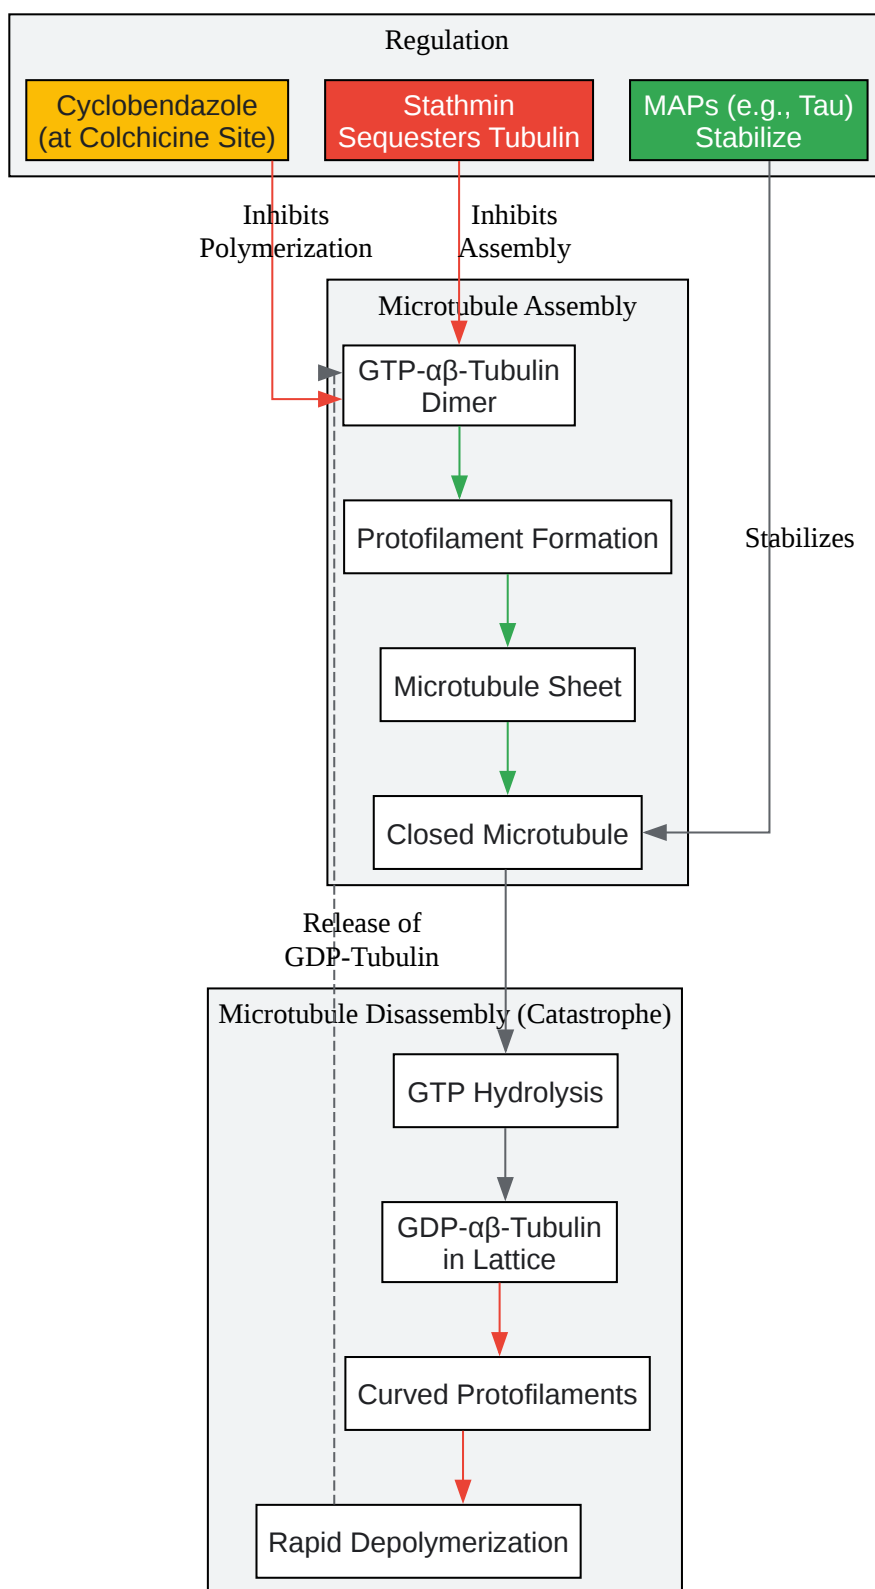 Regulation
Cyclobendazole
(at Colchicine Site)
Stathmin
Sequesters Tubulin
MAPs (e.g., Tau)
Stabilize
Inhibits
Polymerization
Inhibits
Assembly
Microtubule Assembly
GTP-αβ-Tubulin
Dimer
Protofilament Formation
Stabilizes
Microtubule Sheet
Closed Microtubule
Release of
GDP-Tubulin
Microtubule Disassembly (Catastrophe)
GTP Hydrolysis
GDP-αβ-Tubulin
in Lattice
Curved Protofilaments
Rapid Depolymerization